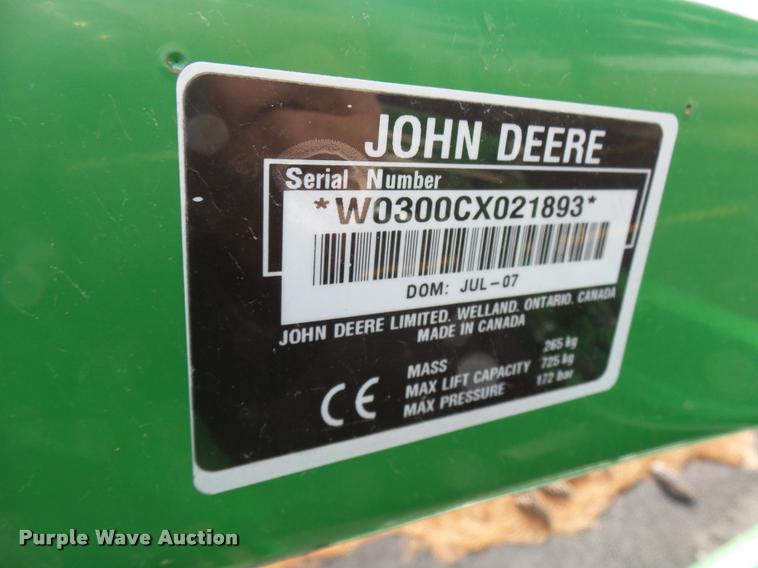 JOHN DEERE
Serial Number
*W0300CX021893*
DOM: JUL-07
JOHN DEERE LIMITED. WELLAND. ONTARIO. CANADA
MADE IN CANADA
MASS 265 kg
MAX LIFT CAPACITY 725 kg
MAX PRESSURE 172 bar
CE
Purple Wave Auction